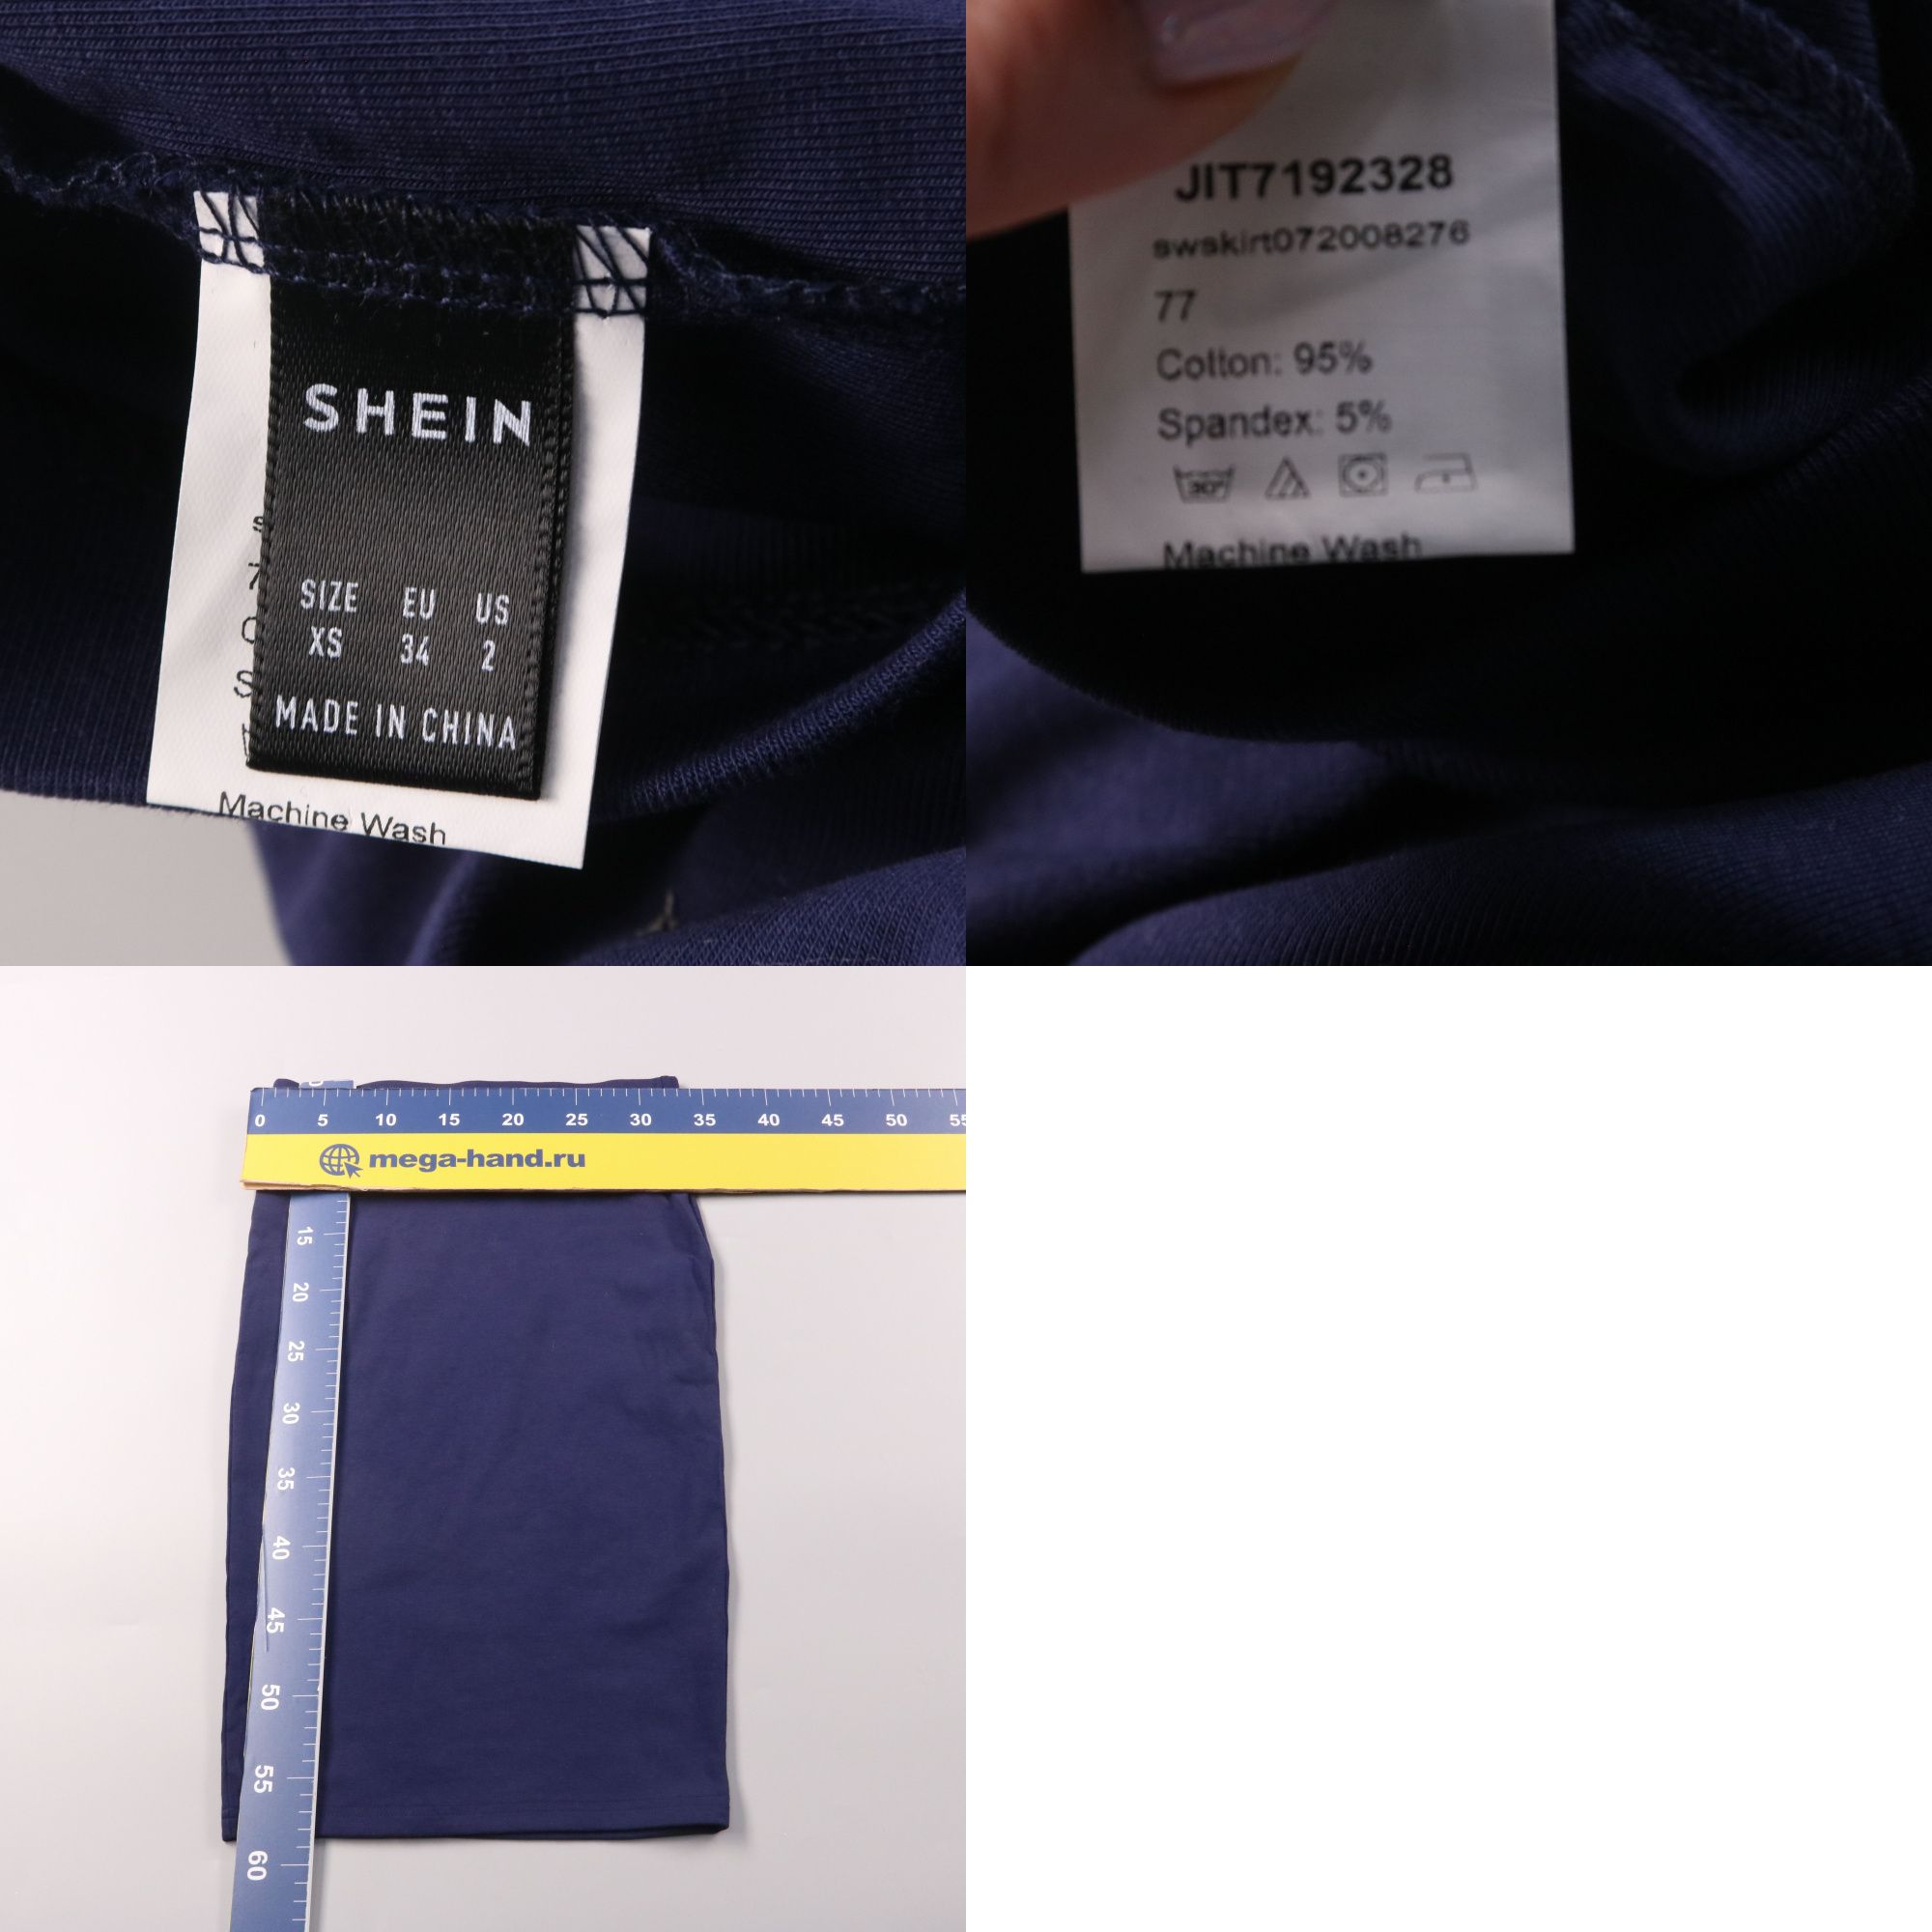 SHEIN
SIZE EU US
XS 34 2
MADE IN CHINA
Machine Wash
JIT7192328
swskirt072008276
77
Cotton: 95%
Spandex: 5%
30°
Machine Wash
0 5 10 15 20 25 30 35 40 45 50 55
mega-hand.ru
15
20
25
30
35
40
45
50
55
60